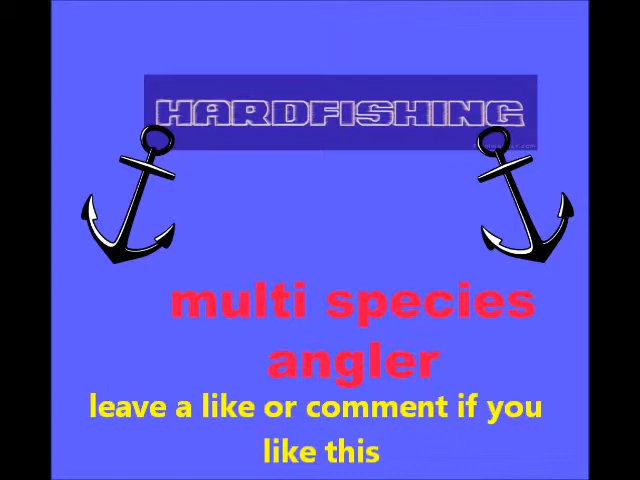 HARDFISHING
multi species
angler
leave a like or comment if you
like this